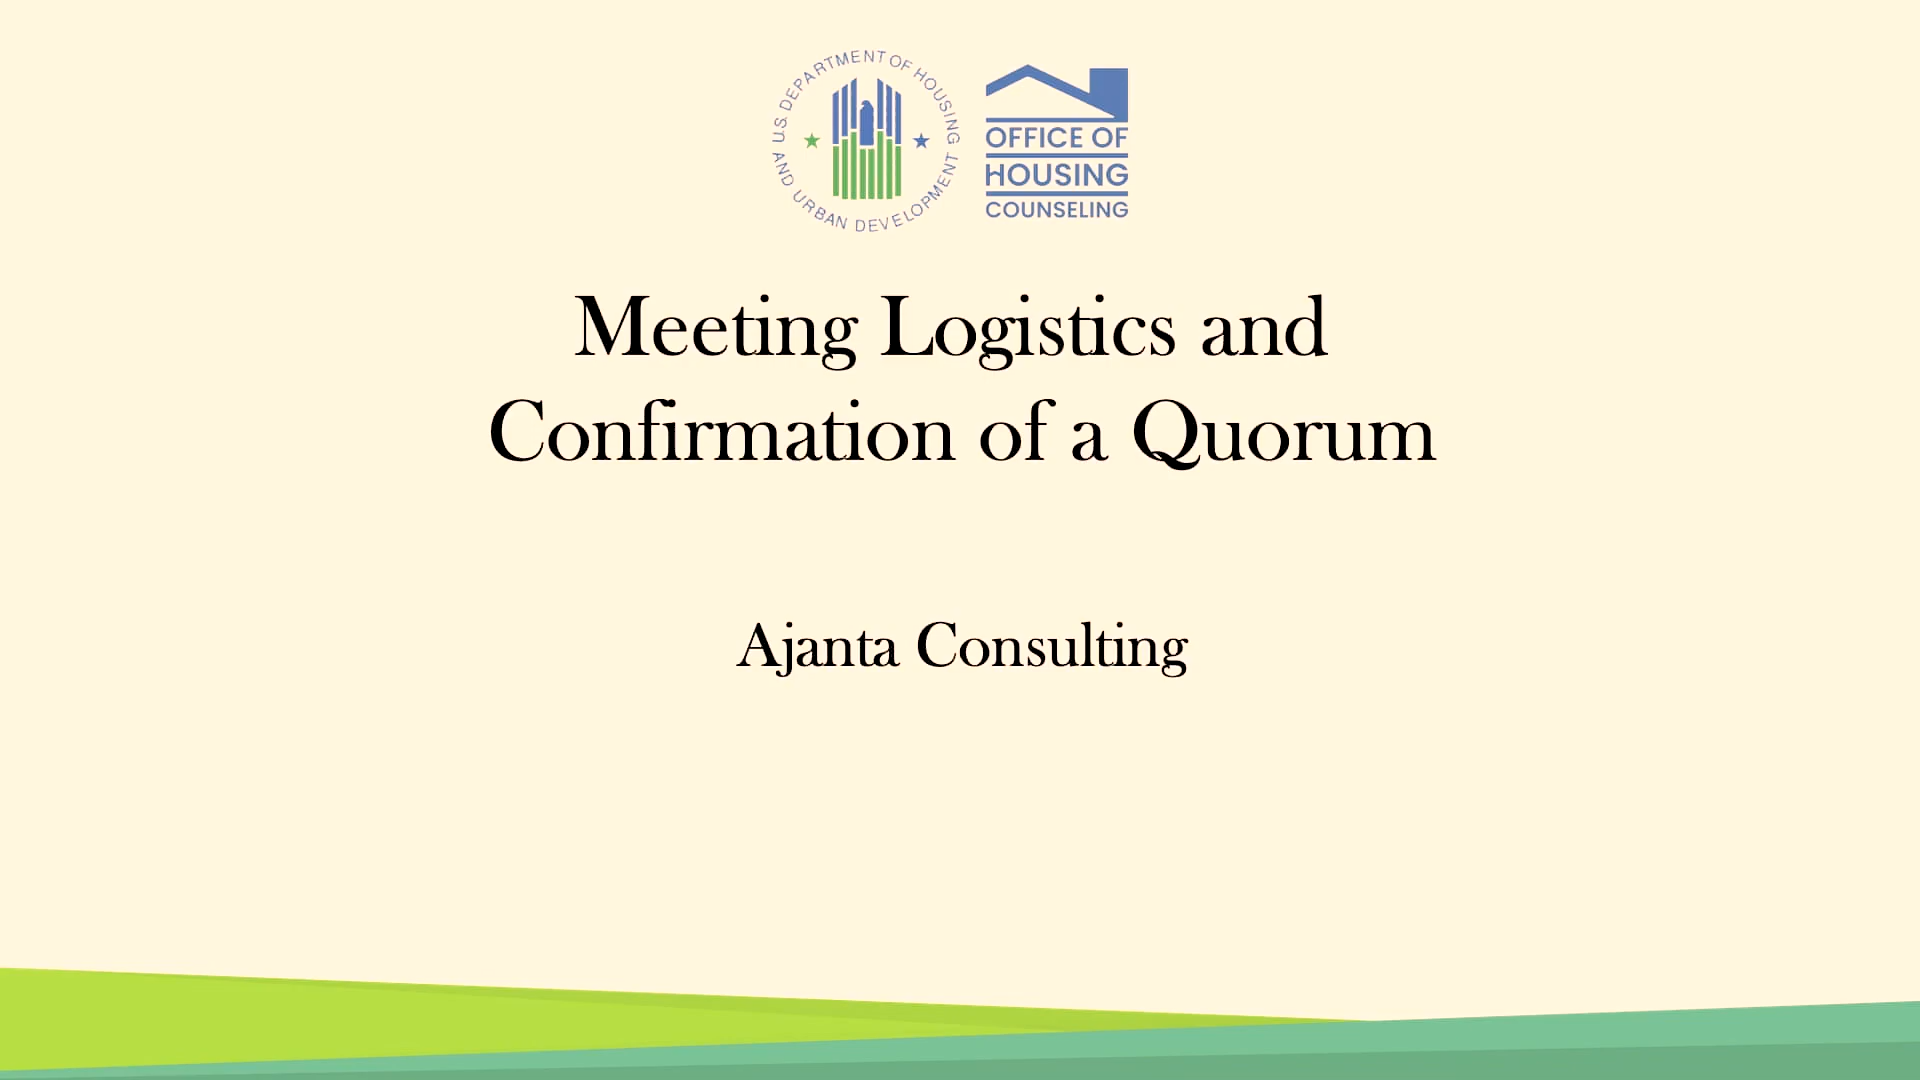 U.S. DEPARTMENT OF HOUSING
AND URBAN DEVELOPMENT
OFFICE OF
HOUSING
COUNSELING
Meeting Logistics and
Confirmation of a Quorum
Ajanta Consulting